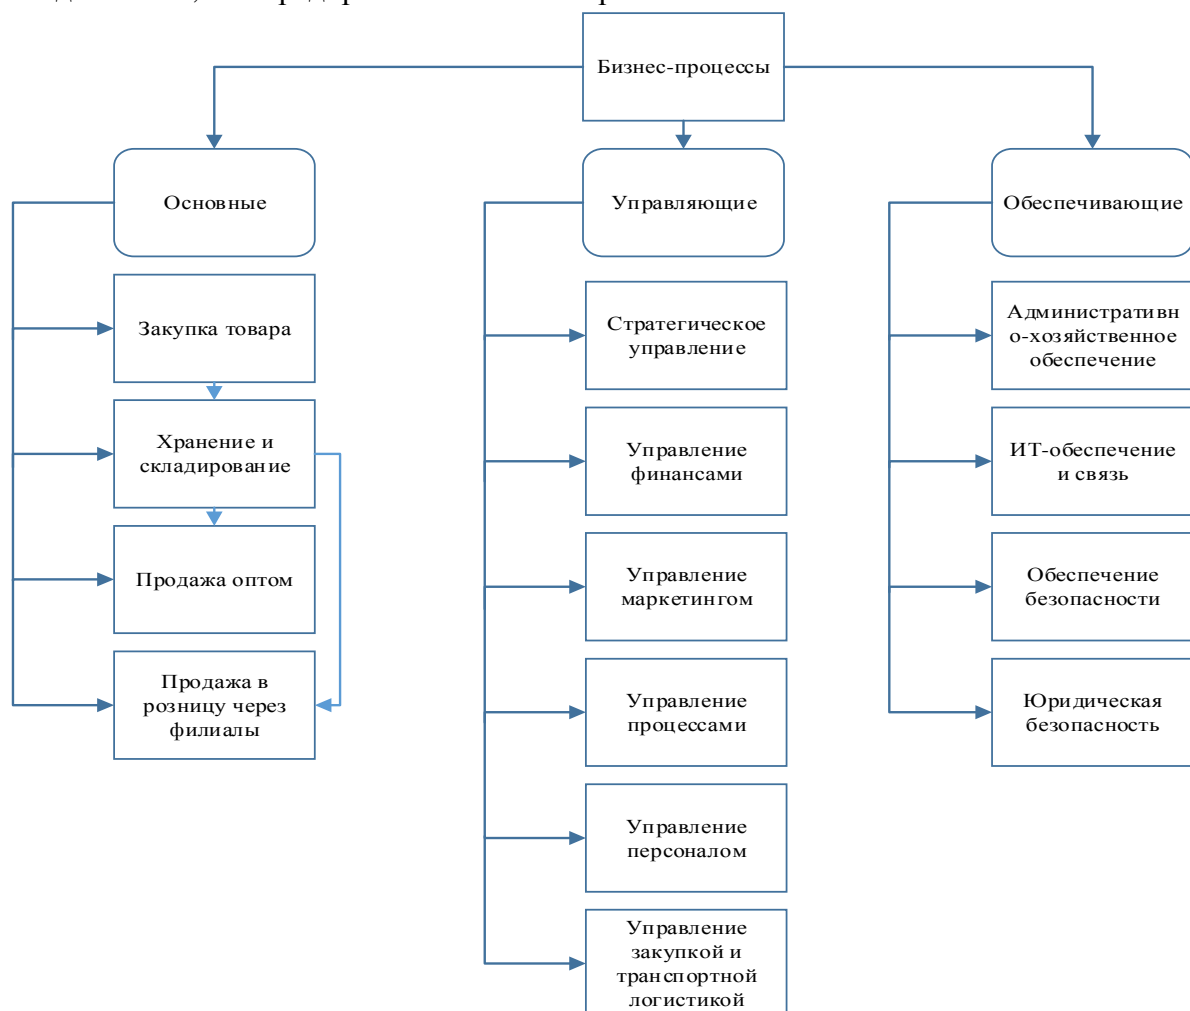 Бизнес-процессы
Основные
Управляющие
Обеспечивающие
Закупка товара
Хранение и
складирование
Продажа оптом
Продажа в
розницу через
филиалы
Стратегическое
управление
Управление
финансами
Управление
маркетингом
Управление
процессами
Управление
персоналом
Управление
закупкой и
транспортной
логистикой
Административн
о-хозяйственное
обеспечение
ИТ-обеспечение
и связь
Обеспечение
безопасности
Юридическая
безопасность